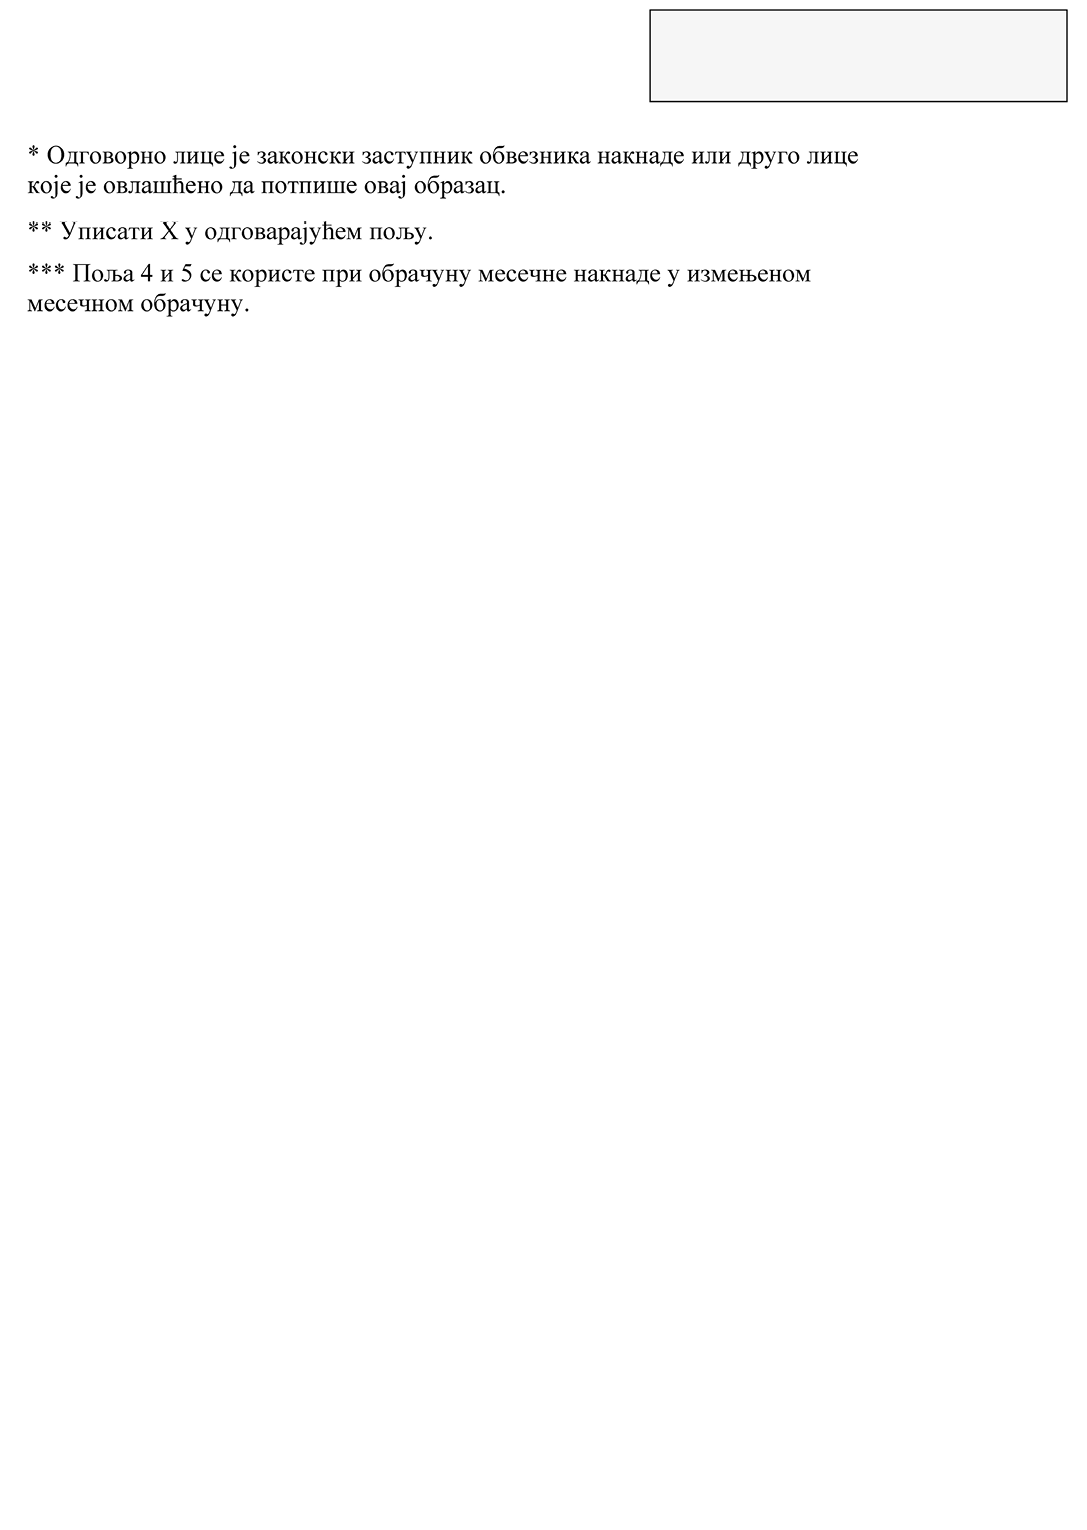 * Одговорно лице је законски заступник обвезника накнаде или друго лице
које је овлашћено да потпише овај образац.
** Уписати X у одговарајућем пољу.
*** Поља 4 и 5 се користе при обрачуну месечне накнаде у измењеном
месечном обрачуну.